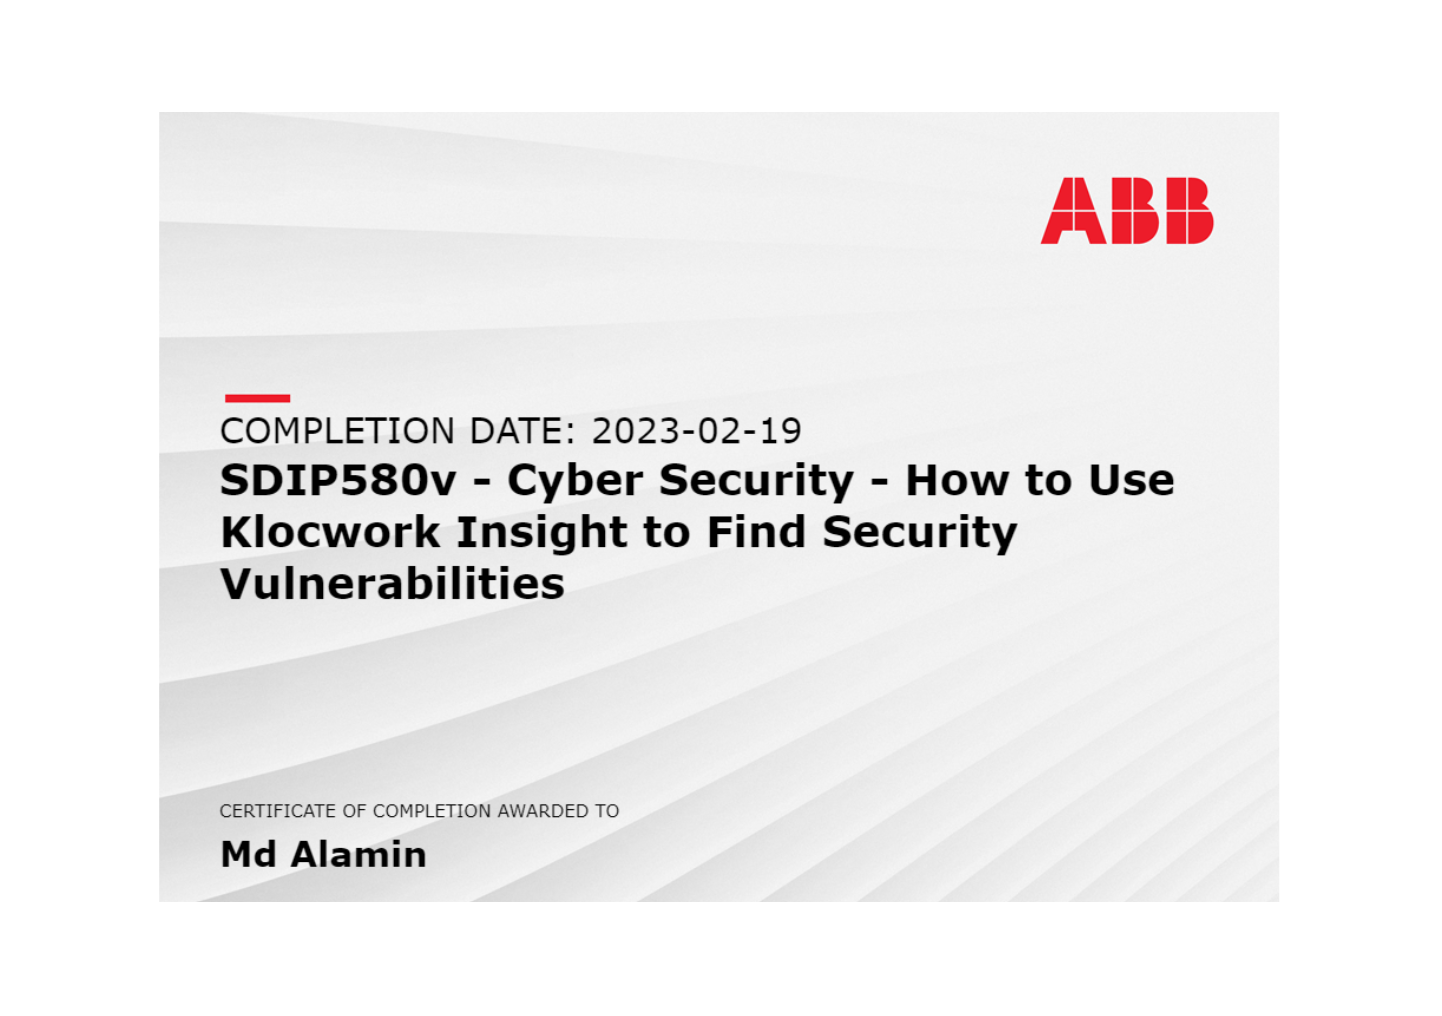 ABB
COMPLETION DATE: 2023-02-19
SDIP580v - Cyber Security - How to Use
Klocwork Insight to Find Security
Vulnerabilities
CERTIFICATE OF COMPLETION AWARDED TO
Md Alamin